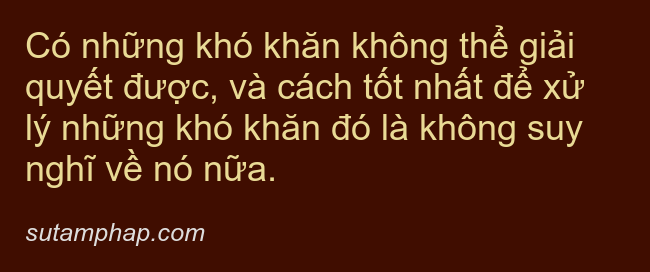 Có những khó khăn không thể giải
quyết được, và cách tốt nhất để xử
lý những khó khăn đó là không suy
nghĩ về nó nữa.
sutamphap.com